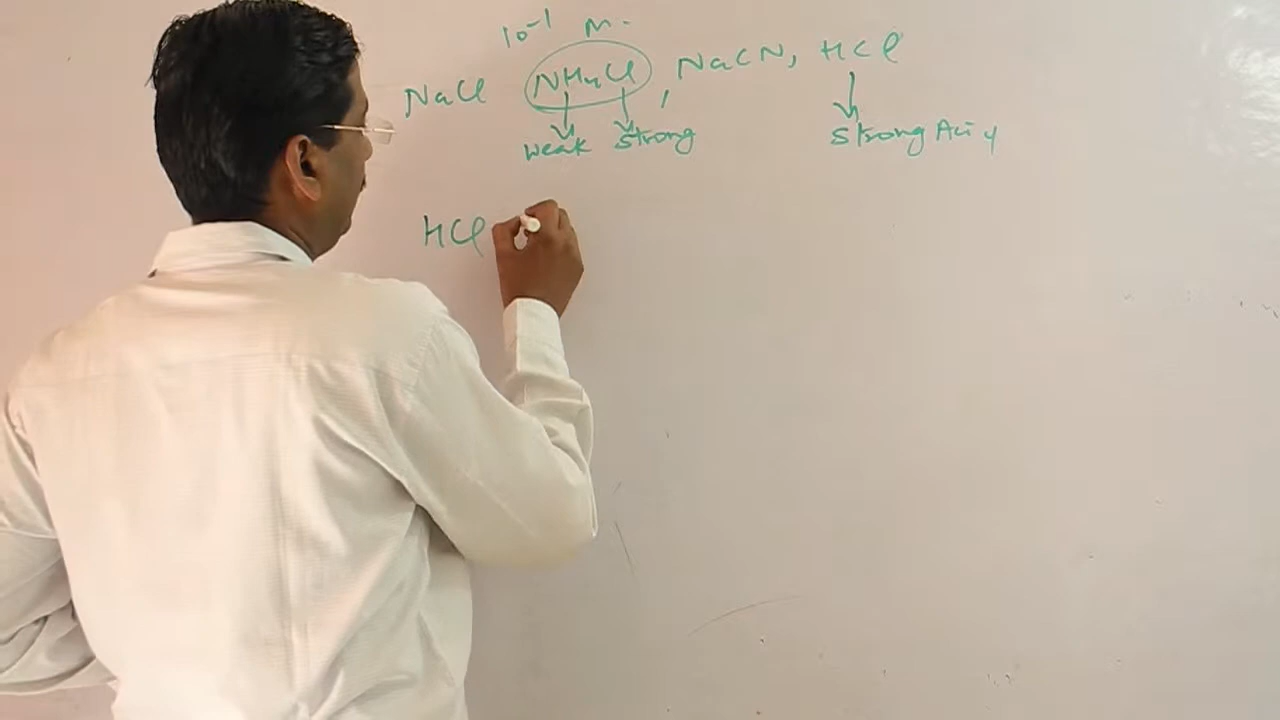 10⁻¹ M.
NaCl NH₄Cl, NaCN, HCl
weak strong strong Acid
HCl